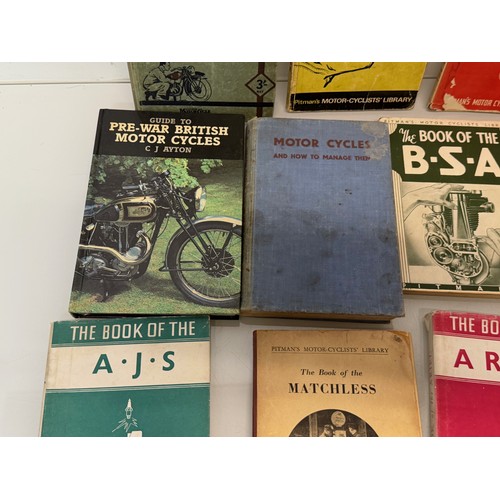 3/-
Pitman's MOTOR-CYCLISTS' LIBRARY
GUIDE TO
PRE-WAR BRITISH
MOTOR CYCLES
C J AYTON
MOTOR CYCLES
AND HOW TO MANAGE THEM
The BOOK OF THE
B·S·A
PITMA
THE BOOK OF THE
A·J·S
PITMAN'S MOTOR-CYCLISTS' LIBRARY
The Book of the
MATCHLESS
THE BO
A R